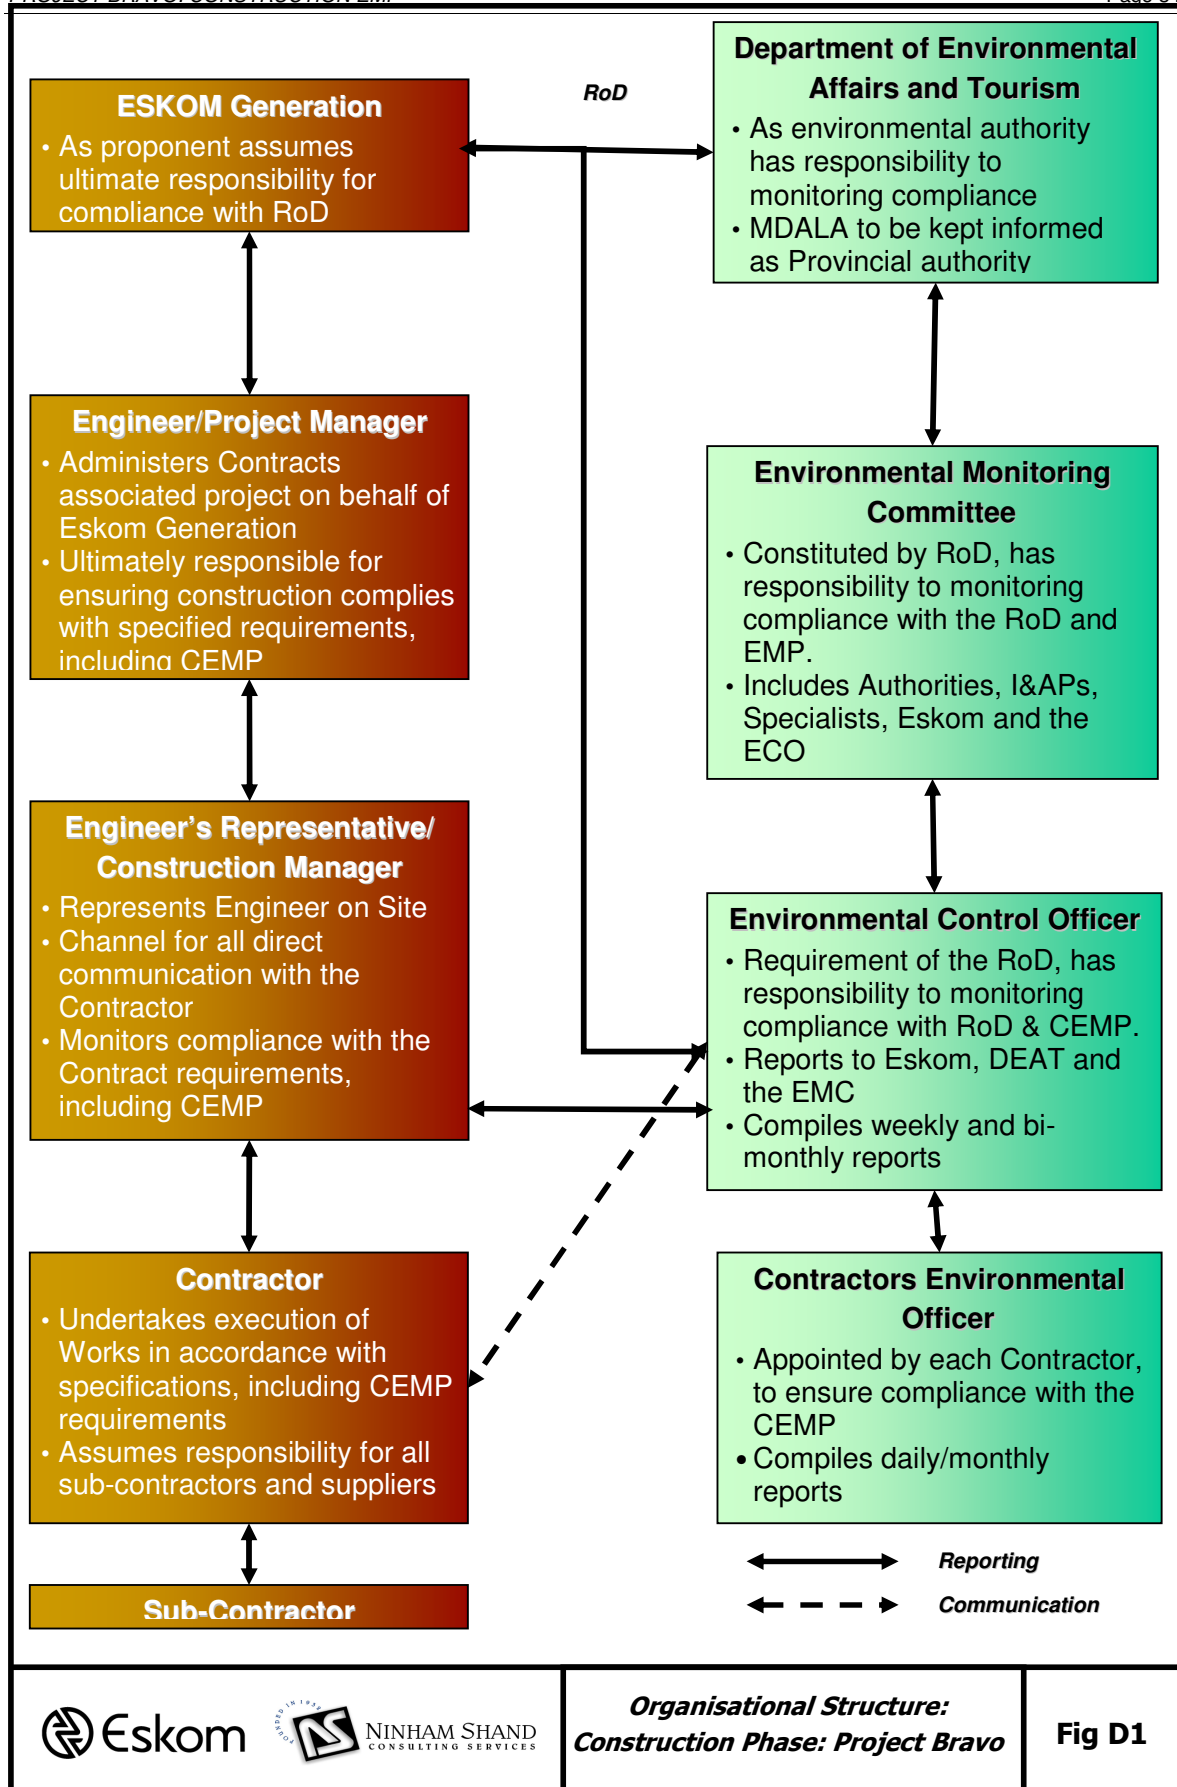 PROJECT BRAVO: CONSTRUCTION EMP
RoD
ESKOM Generation
• As proponent assumes
ultimate responsibility for
compliance with RoD
Department of Environmental
Affairs and Tourism
• As environmental authority
has responsibility to
monitoring compliance
• MDALA to be kept informed
as Provincial authority
Engineer/Project Manager
• Administers Contracts
associated project on behalf of
Eskom Generation
• Ultimately responsible for
ensuring construction complies
with specified requirements,
including CEMP
Environmental Monitoring
Committee
• Constituted by RoD, has
responsibility to monitoring
compliance with the RoD and
EMP.
• Includes Authorities, I&APs,
Specialists, Eskom and the
ECO
Engineer's Representative/
Construction Manager
• Represents Engineer on Site
• Channel for all direct
communication with the
Contractor
• Monitors compliance with the
Contract requirements,
including CEMP
Environmental Control Officer
• Requirement of the RoD, has
responsibility to monitoring
compliance with RoD & CEMP.
• Reports to Eskom, DEAT and
the EMC
• Compiles weekly and bi-
monthly reports
Contractor
• Undertakes execution of
Works in accordance with
specifications, including CEMP
requirements
• Assumes responsibility for all
sub-contractors and suppliers
Contractors Environmental
Officer
• Appointed by each Contractor,
to ensure compliance with the
CEMP
• Compiles daily/monthly
reports
Sub-Contractor
Reporting
Communication
Eskom
FOUNDED IN 1932
NS
NINHAM SHAND
CONSULTING SERVICES
Organisational Structure:
Construction Phase: Project Bravo
Fig D1